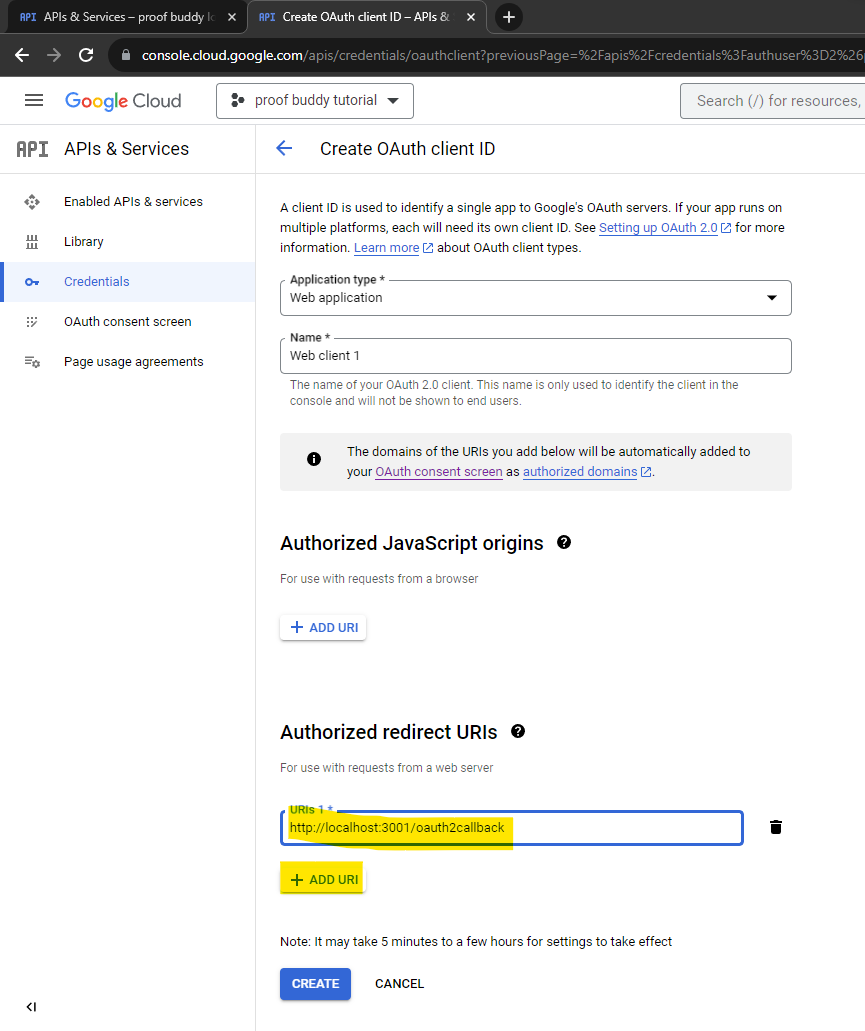 API APIs & Services – proof buddy lo
API Create OAuth client ID – APIs &
console.cloud.google.com/apis/credentials/oauthclient?previousPage=%2Fapis%2Fcredentials%3Fauthuser%3D2%26
Google Cloud
proof buddy tutorial
Search (/) for resources,
API APIs & Services
Create OAuth client ID
Enabled APIs & services
Library
Credentials
OAuth consent screen
Page usage agreements
A client ID is used to identify a single app to Google's OAuth servers. If your app runs on
multiple platforms, each will need its own client ID. See Setting up OAuth 2.0 for more
information. Learn more about OAuth client types.
Application type *
Web application
Name *
Web client 1
The name of your OAuth 2.0 client. This name is only used to identify the client in the
console and will not be shown to end users.
The domains of the URIs you add below will be automatically added to
your OAuth consent screen as authorized domains.
Authorized JavaScript origins
For use with requests from a browser
+ ADD URI
Authorized redirect URIs
For use with requests from a web server
URIs 1 *
http://localhost:3001/oauth2callback
+ ADD URI
Note: It may take 5 minutes to a few hours for settings to take effect
CREATE
CANCEL